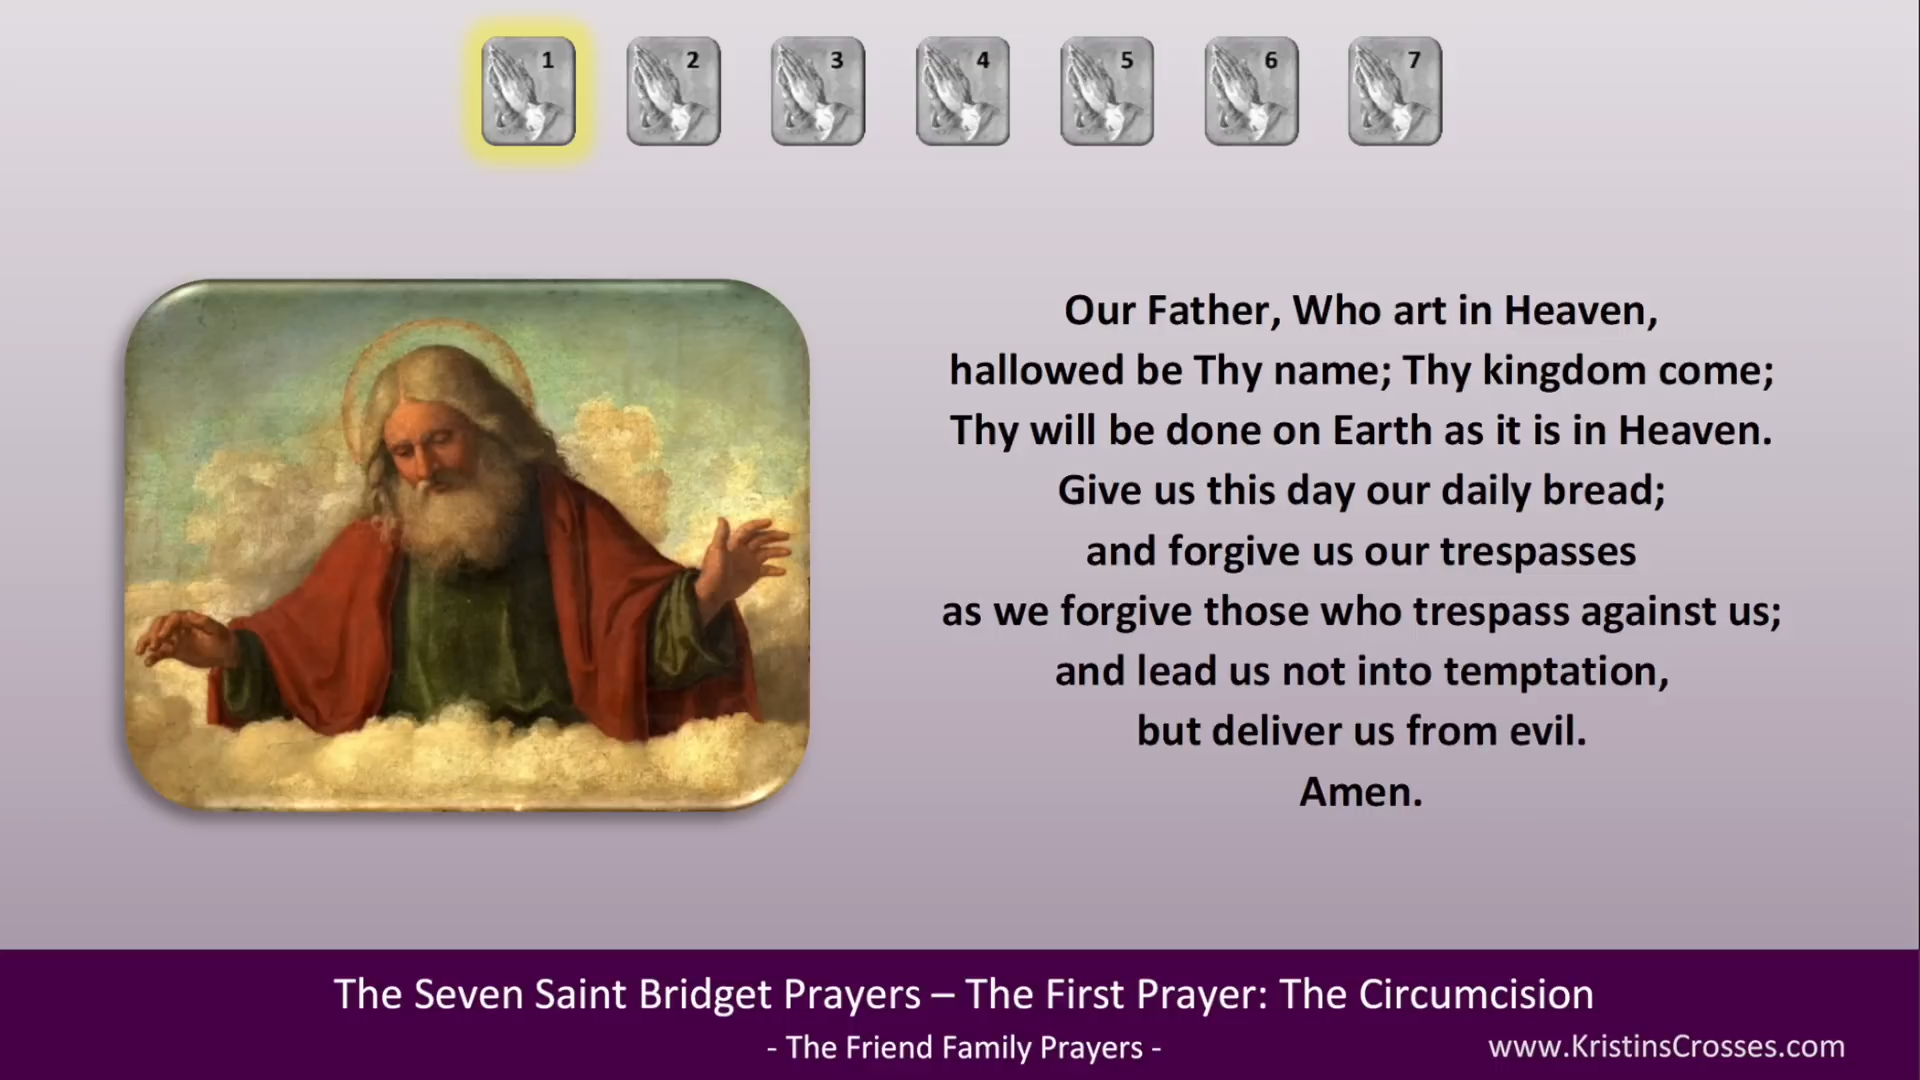 1 2 3 4 5 6 7
Our Father, Who art in Heaven,
hallowed be Thy name; Thy kingdom come;
Thy will be done on Earth as it is in Heaven.
Give us this day our daily bread;
and forgive us our trespasses
as we forgive those who trespass against us;
and lead us not into temptation,
but deliver us from evil.
Amen.
The Seven Saint Bridget Prayers – The First Prayer: The Circumcision
- The Friend Family Prayers -
www.KristinsCrosses.com